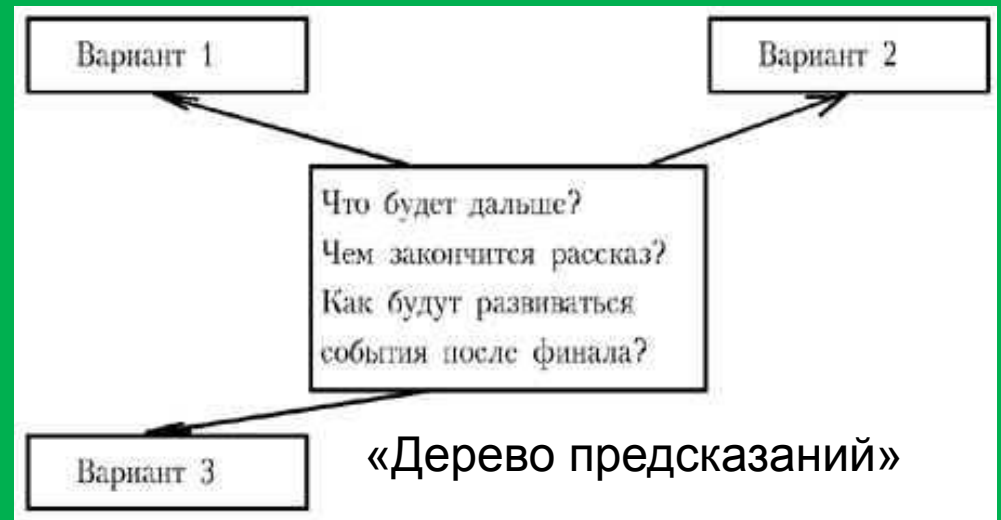 Вариант 1
Вариант 2
Что будет дальше?
Чем закончится рассказ?
Как будут развиваться
события после финала?
Вариант 3
«Дерево предсказаний»